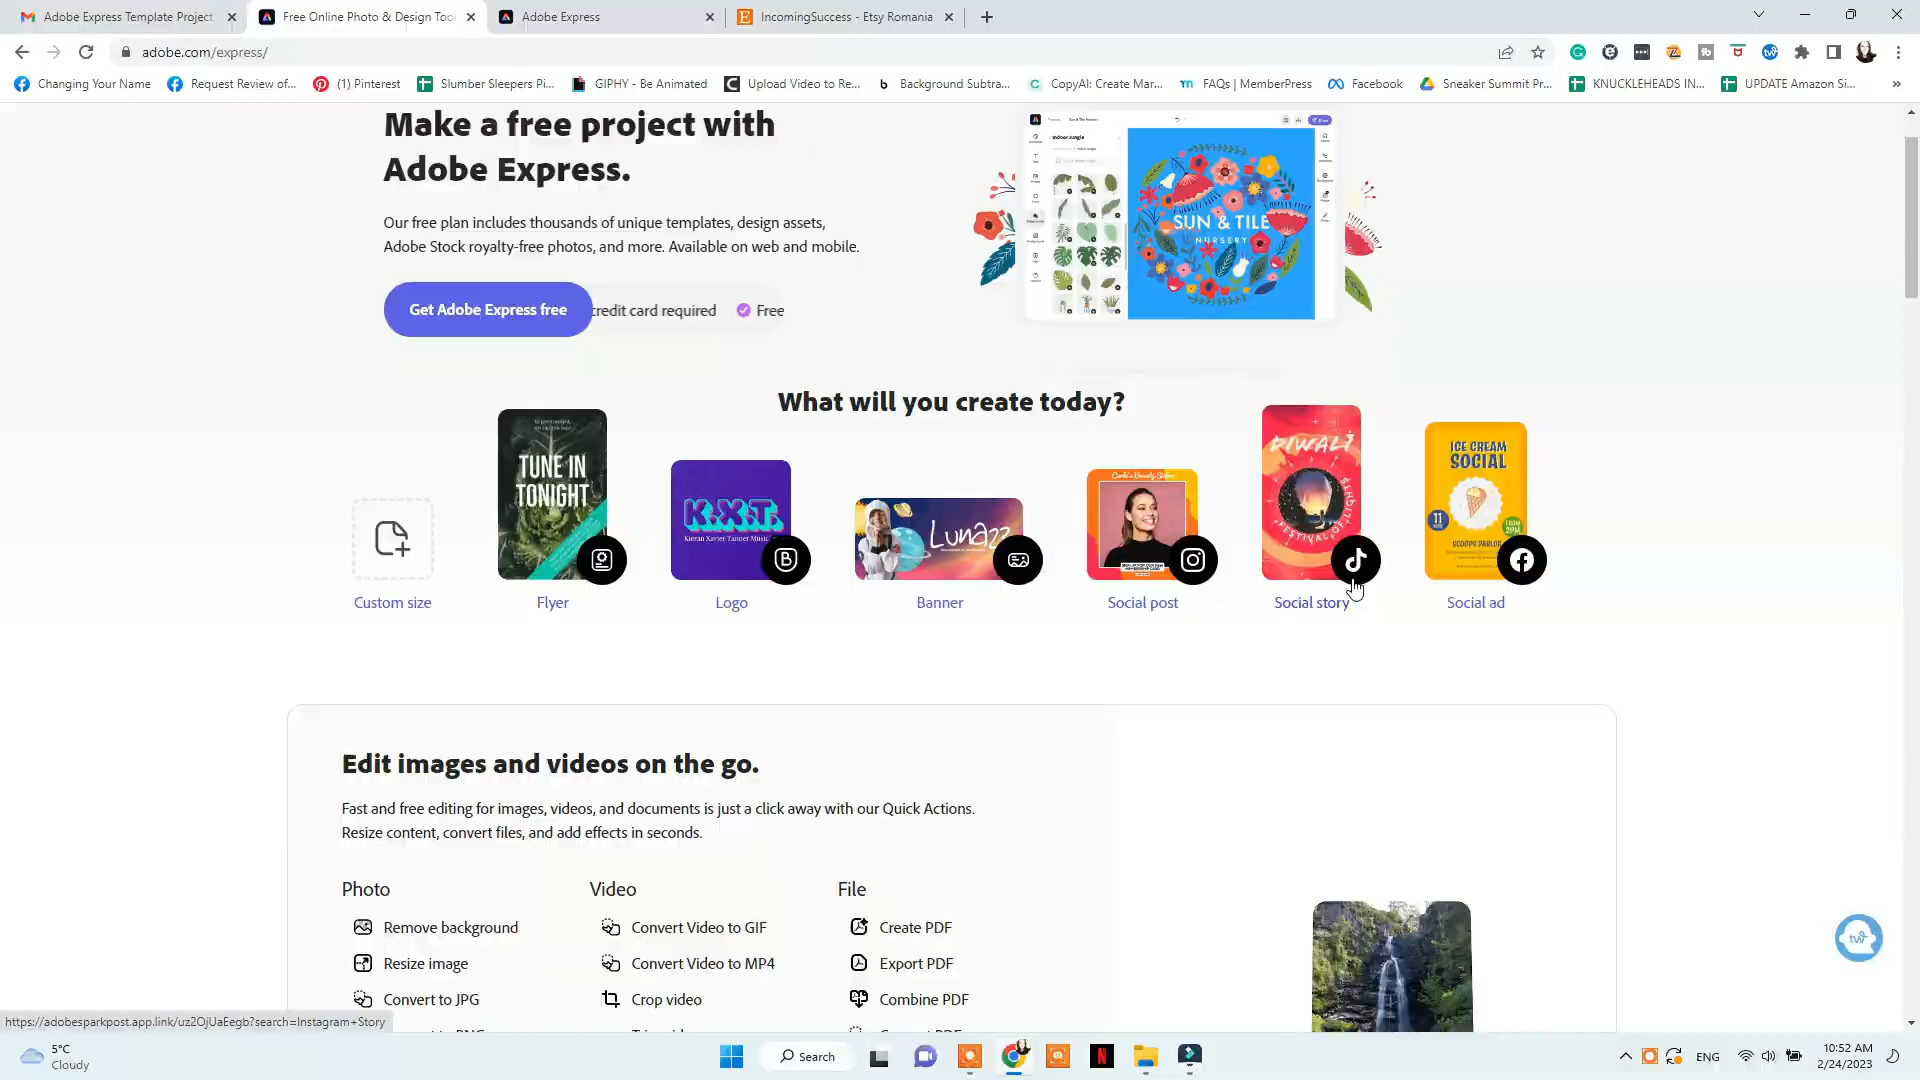 Adobe Express Template Project
Free Online Photo & Design Too
Adobe Express
IncomingSuccess - Etsy Romania
adobe.com/express/
Changing Your Name
Request Review of...
(1) Pinterest
Slumber Sleepers Pi...
GIPHY - Be Animated
Upload Video to Re...
Background Subtra...
CopyAI: Create Mar...
FAQs | MemberPress
Facebook
Sneaker Summit Pr...
KNUCKLEHEADS IN...
UPDATE Amazon Si...
Make a free project with
Adobe Express.
Our free plan includes thousands of unique templates, design assets,
Adobe Stock royalty-free photos, and more. Available on web and mobile.
Get Adobe Express free
credit card required
Free
SUN & TILE
NURSERY
What will you create today?
TUNE IN
TONIGHT
K.X.T.
Kieran Xavier Tanner Music
Lunazz
DIWALI
FESTIVAL OF LIGHTS
ICE CREAM
SOCIAL
11
SCOOPS PARLOR
Custom size
Flyer
Logo
Banner
Social post
Social story
Social ad
Edit images and videos on the go.
Fast and free editing for images, videos, and documents is just a click away with our Quick Actions.
Resize content, convert files, and add effects in seconds.
Photo
Video
File
Remove background
Convert Video to GIF
Create PDF
Resize image
Convert Video to MP4
Export PDF
Convert to JPG
Crop video
Combine PDF
https://adobesparkpost.app.link/uz2OjUaEegb?search=Instagram+Story
5°C
Cloudy
Search
ENG
10:52 AM
2/24/2023